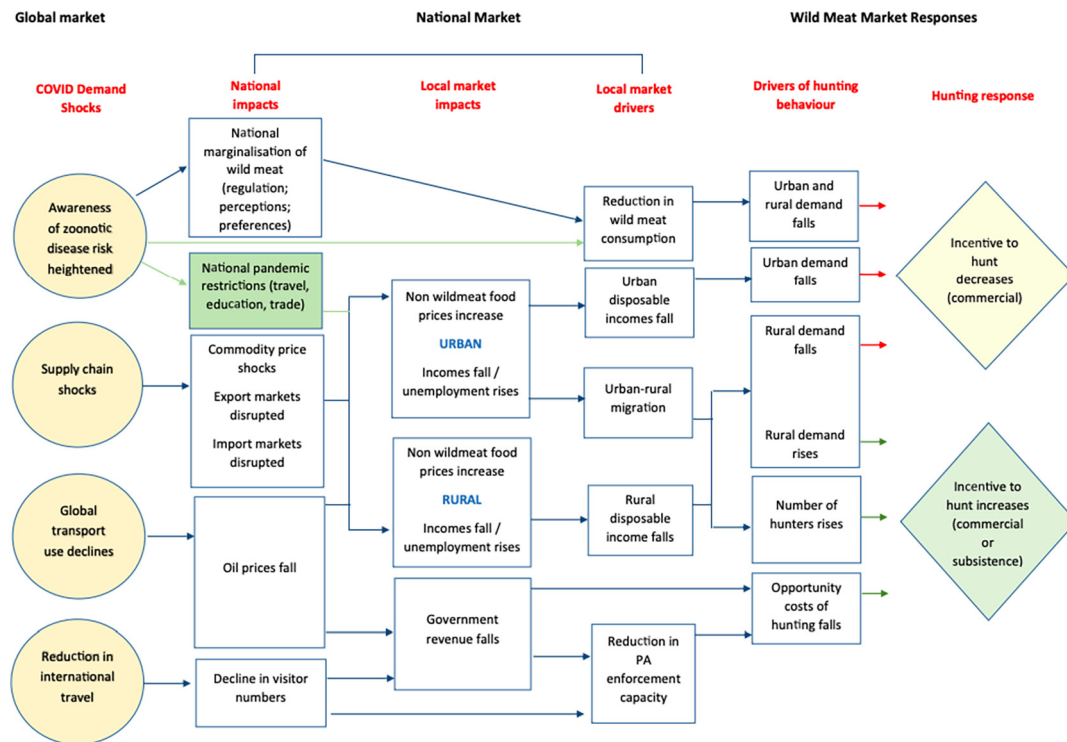 Global market
National Market
Wild Meat Market Responses
COVID Demand
Shocks
National
impacts
Local market
impacts
Local market
drivers
Drivers of hunting
behaviour
Hunting response
Awareness
of zoonotic
disease risk
heightened
Supply chain
shocks
Global
transport
use declines
Reduction in
international
travel
National
marginalisation of
wild meat
(regulation;
perceptions;
preferences)
National pandemic
restrictions (travel,
education, trade)
Commodity price
shocks
Export markets
disrupted
Import markets
disrupted
Oil prices fall
Decline in visitor
numbers
Non wildmeat food
prices increase
URBAN
Incomes fall /
unemployment rises
Non wildmeat food
prices increase
RURAL
Incomes fall /
unemployment rises
Government
revenue falls
Reduction in
wild meat
consumption
Urban
disposable
incomes fall
Urban-rural
migration
Rural
disposable
income falls
Reduction in
PA
enforcement
capacity
Urban and
rural demand
falls
Urban demand
falls
Rural demand
falls
Rural demand
rises
Number of
hunters rises
Opportunity
costs of
hunting falls
Incentive to
hunt
decreases
(commercial)
Incentive to
hunt increases
(commercial
or
subsistence)